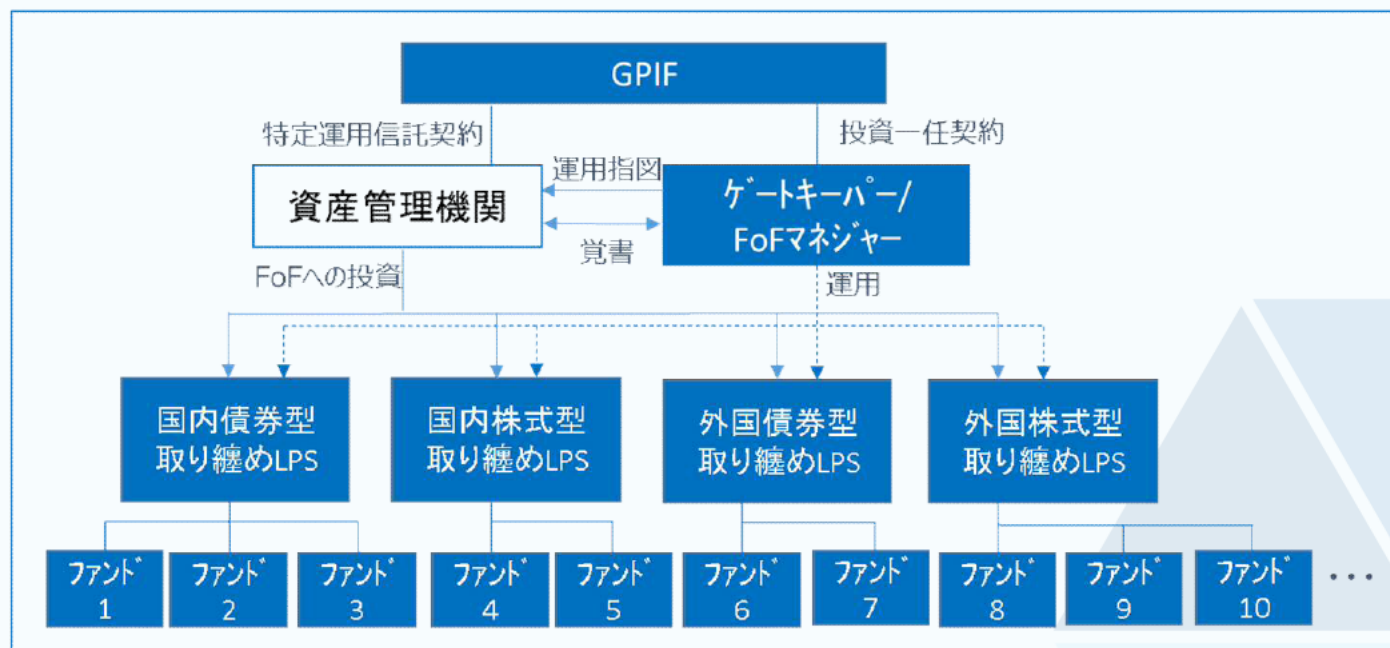 GPIF
特定運用信託契約
投資一任契約
資産管理機関
運用指図
覚書
ｹﾞｰﾄｷｰﾊﾟｰ/
FoFﾏﾈｼﾞｬｰ
FoFへの投資
運用
国内債券型
取り纏めLPS
国内株式型
取り纏めLPS
外国債券型
取り纏めLPS
外国株式型
取り纏めLPS
ﾌｧﾝﾄﾞ
1
ﾌｧﾝﾄﾞ
2
ﾌｧﾝﾄﾞ
3
ﾌｧﾝﾄﾞ
4
ﾌｧﾝﾄﾞ
5
ﾌｧﾝﾄﾞ
6
ﾌｧﾝﾄﾞ
7
ﾌｧﾝﾄﾞ
8
ﾌｧﾝﾄﾞ
9
ﾌｧﾝﾄﾞ
10
・・・